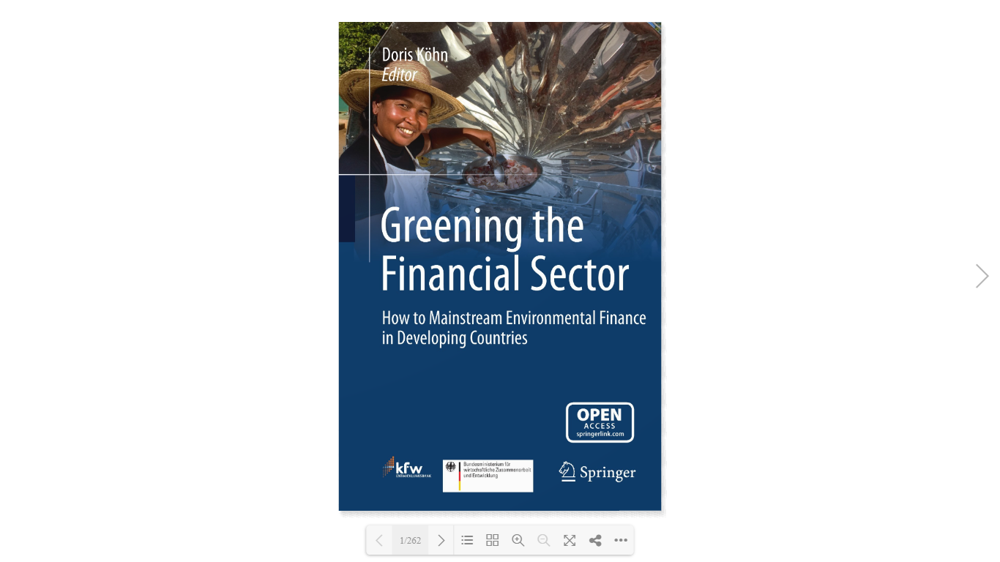 Doris Köhn
Editor
Greening the
Financial Sector
How to Mainstream Environmental Finance
in Developing Countries
OPEN
ACCESS
springerlink.com
kfw
ENTWICKLUNGSBANK
Bundesministerium für
wirtschaftliche Zusammenarbeit
und Entwicklung
Springer
1/262